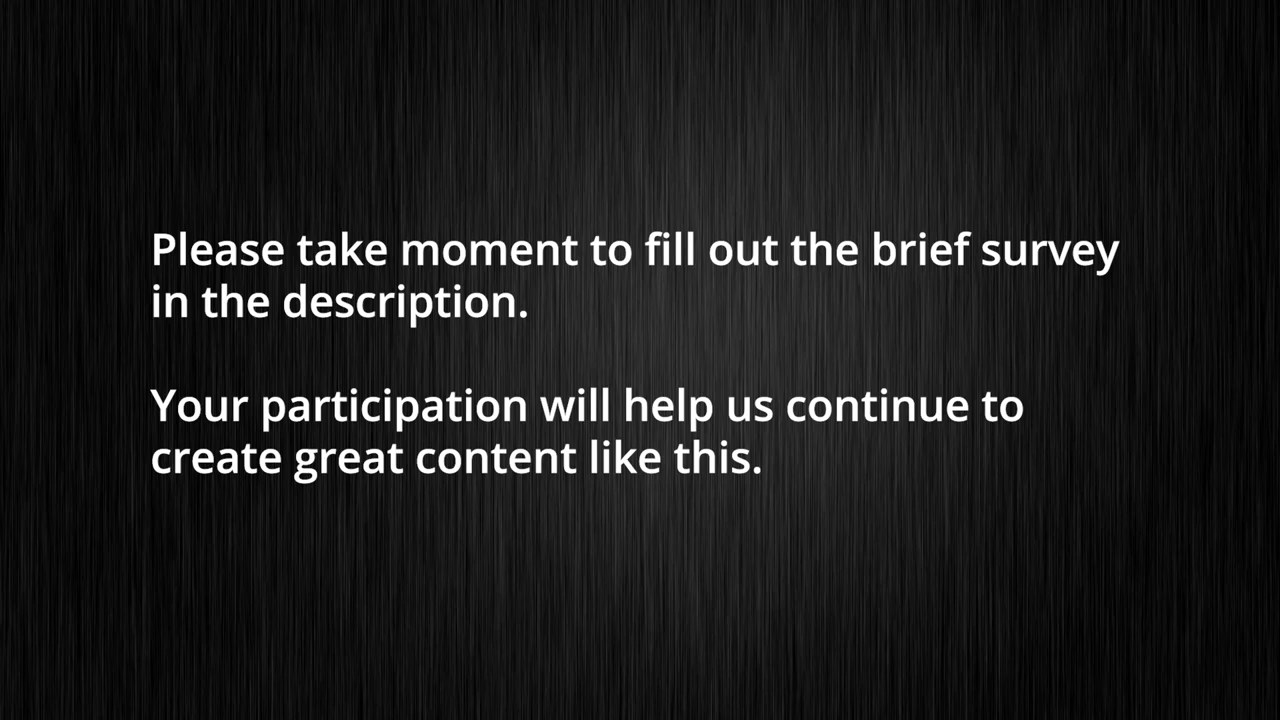 Please take moment to fill out the brief survey
in the description.
Your participation will help us continue to
create great content like this.